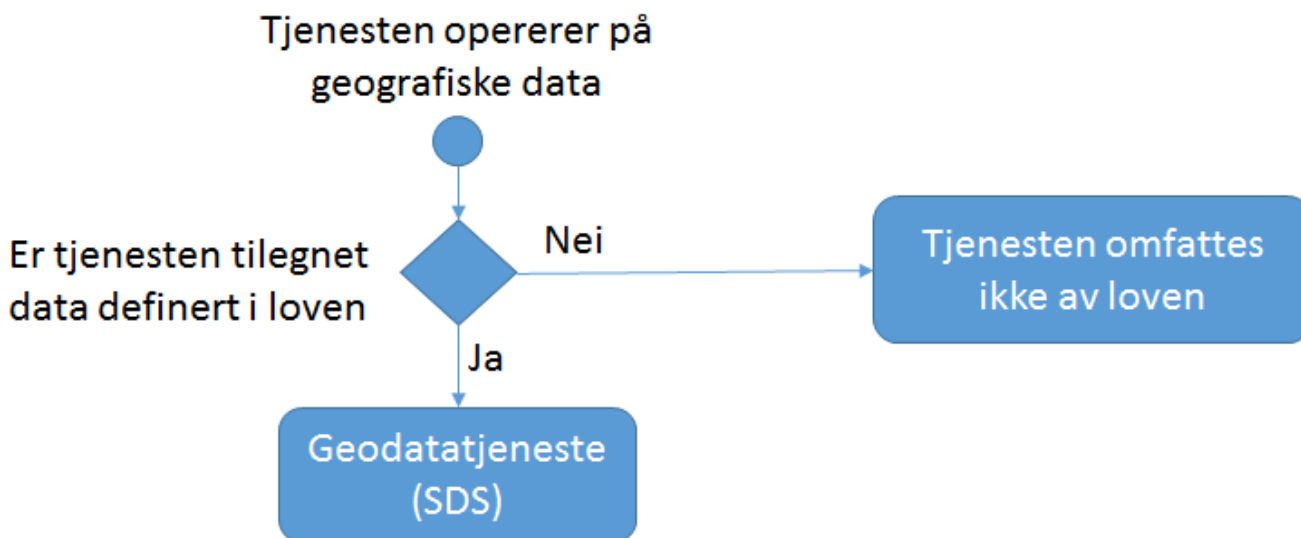 Tjenesten opererer på
geografiske data
Er tjenesten tilegnet
data definert i loven
Nei
Tjenesten omfattes
ikke av loven
Ja
Geodatatjeneste
(SDS)